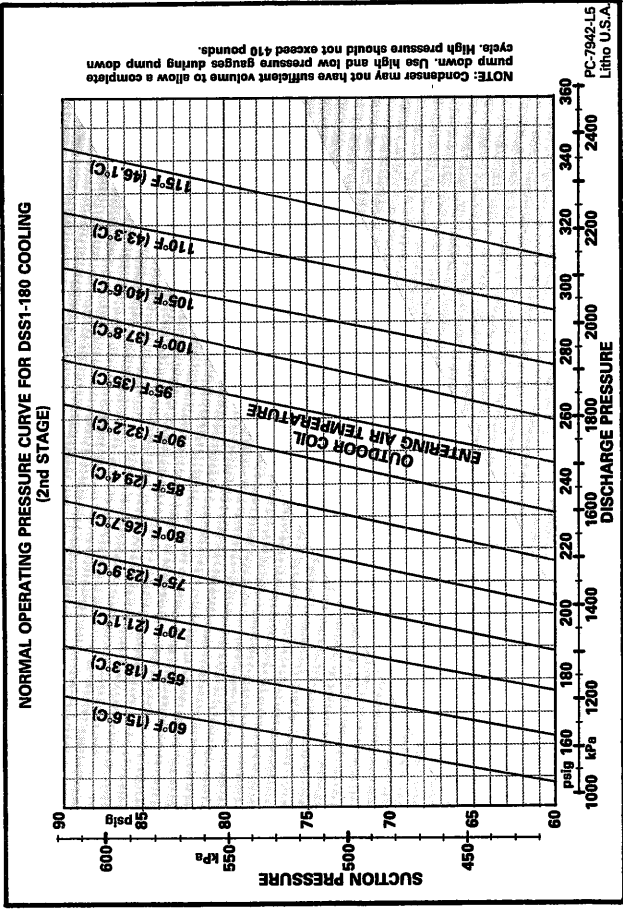 NORMAL OPERATING PRESSURE CURVE FOR DSS1-180 COOLING
(2nd STAGE)
SUCTION PRESSURE
kPa
600
550
500
450
psig
90
85
80
75
70
65
60
60°F (15.6°C)
65°F (18.3°C)
70°F (21.1°C)
75°F (23.9°C)
80°F (26.7°C)
85°F (29.4°C)
90°F (32.2°C)
95°F (35°C)
100°F (37.8°C)
105°F (40.6°C)
110°F (43.3°C)
115°F (46.1°C)
OUTDOOR COIL
ENTERING AIR TEMPERATURE
psig 160 180 200 220 240 260 280 300 320 340 360
1000 kPa 1200 1400 1600 1800 2000 2200 2400
DISCHARGE PRESSURE
NOTE: Condenser may not have sufficient volume to allow a complete
pump down. Use high and low pressure gauges during pump down
cycle. High pressure should not exceed 410 pounds.
PC-7942-L5
Litho U.S.A.